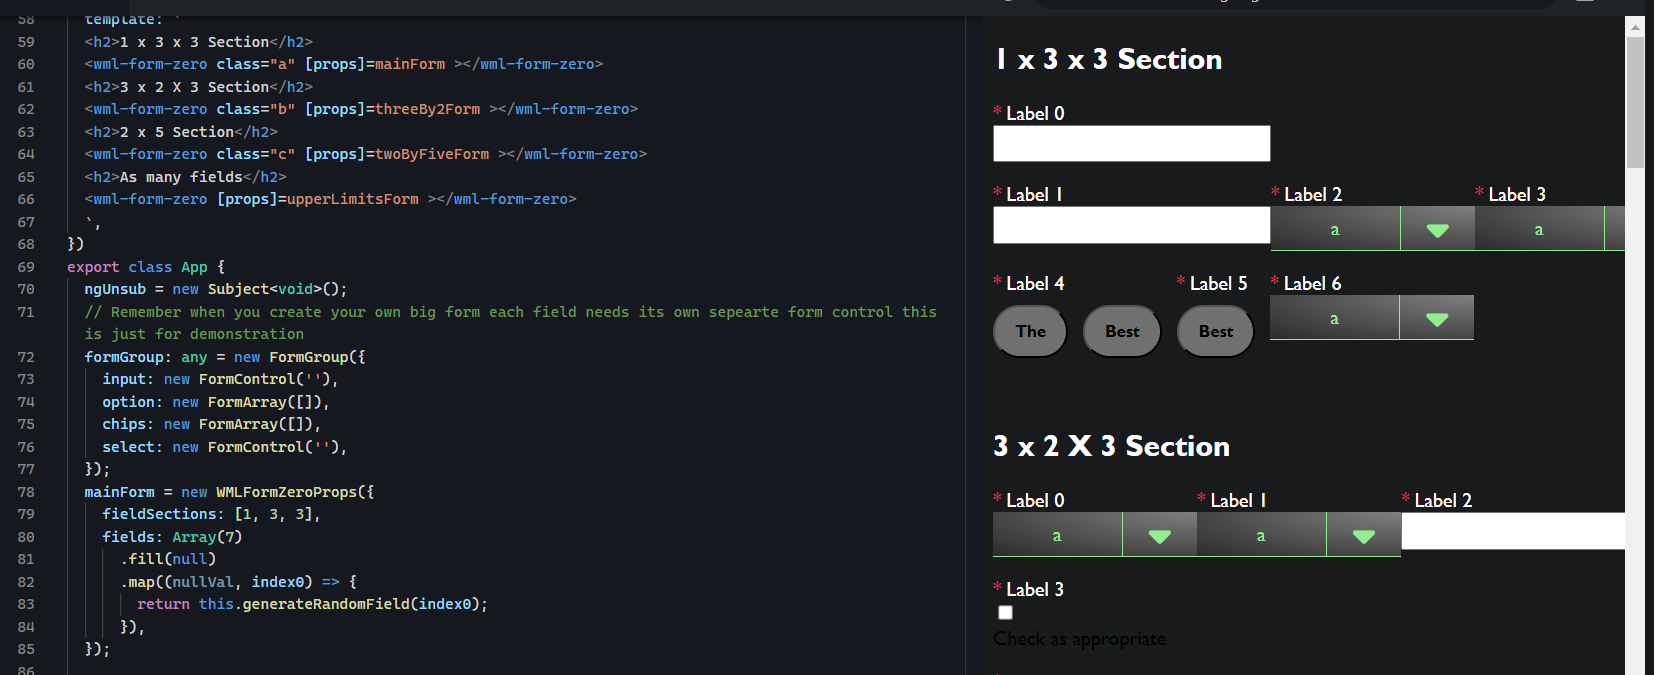 58 template: `
59 <h2>1 x 3 x 3 Section</h2>
60 <wml-form-zero class="a" [props]=mainForm ></wml-form-zero>
61 <h2>3 x 2 X 3 Section</h2>
62 <wml-form-zero class="b" [props]=threeBy2Form ></wml-form-zero>
63 <h2>2 x 5 Section</h2>
64 <wml-form-zero class="c" [props]=twoByFiveForm ></wml-form-zero>
65 <h2>As many fields</h2>
66 <wml-form-zero [props]=upperLimitsForm ></wml-form-zero>
67 `,
68 })
69 export class App {
70 ngUnsub = new Subject<void>();
71 // Remember when you create your own big form each field needs its own sepearte form control this
is just for demonstration
72 formGroup: any = new FormGroup({
73 input: new FormControl(''),
74 option: new FormArray([]),
75 chips: new FormArray([]),
76 select: new FormControl(''),
77 });
78 mainForm = new WMLFormZeroProps({
79 fieldSections: [1, 3, 3],
80 fields: Array(7)
81 .fill(null)
82 .map((nullVal, index0) => {
83 return this.generateRandomField(index0);
84 }),
85 });
86
1 x 3 x 3 Section
* Label 0
* Label 1 * Label 2 * Label 3
a a
* Label 4 * Label 5 * Label 6
The Best Best a
3 x 2 X 3 Section
* Label 0 * Label 1 * Label 2
a a
* Label 3
Check as appropriate